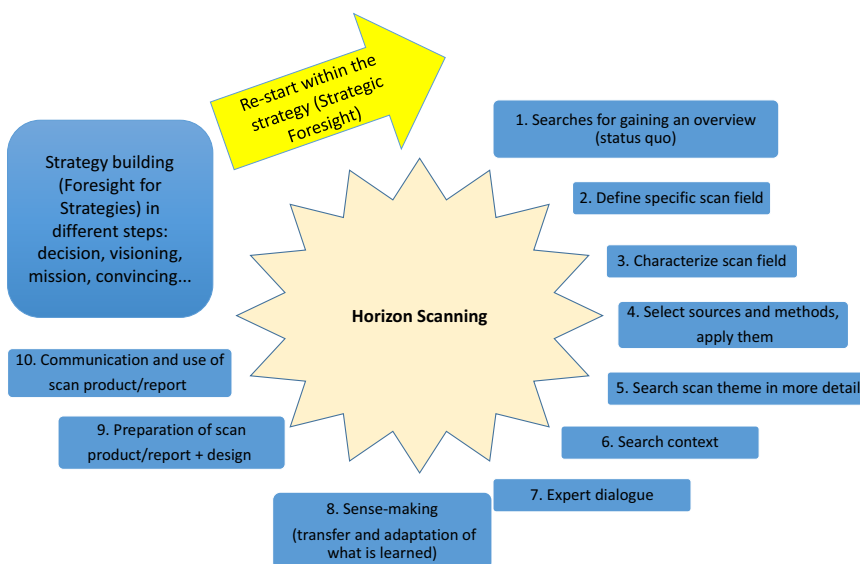 Re-start within the
strategy (Strategic
Foresight)
1. Searches for gaining an overview
(status quo)
2. Define specific scan field
3. Characterize scan field
4. Select sources and methods,
apply them
5. Search scan theme in more detail
6. Search context
7. Expert dialogue
8. Sense-making
(transfer and adaptation of
what is learned)
9. Preparation of scan
product/report + design
10. Communication and use of
scan product/report
Strategy building
(Foresight for
Strategies) in
different steps:
decision, visioning,
mission, convincing...
Horizon Scanning